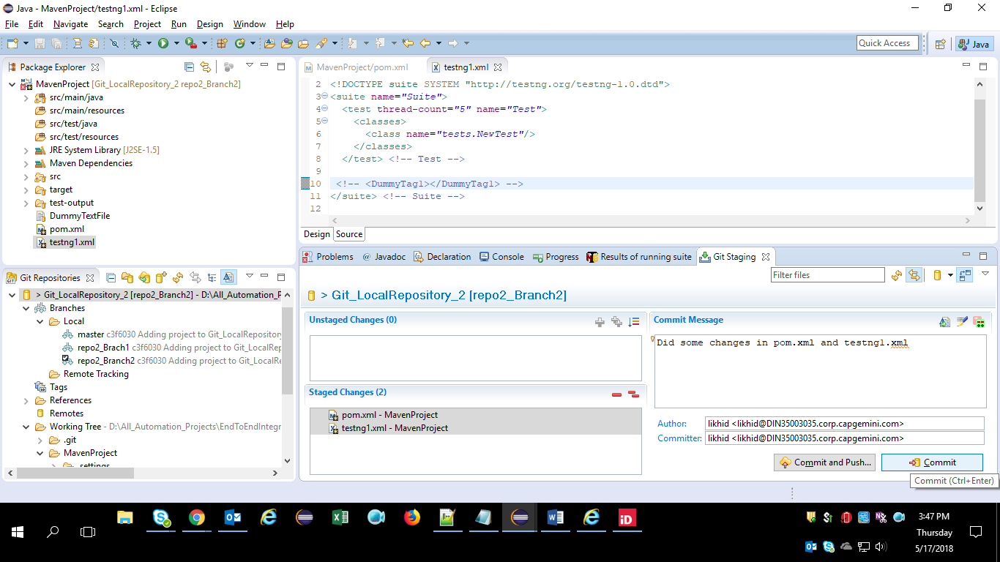 Java - MavenProject/testng1.xml - Eclipse
File Edit Navigate Search Project Run Design Window Help
Quick Access
Java
Package Explorer
MavenProject [Git_LocalRepository_2 repo2_Branch2]
src/main/java
src/main/resources
src/test/java
src/test/resources
JRE System Library [J2SE-1.5]
Maven Dependencies
src
target
test-output
DummyTextFile
pom.xml
testng1.xml
MavenProject/pom.xml
testng1.xml
2 <!DOCTYPE suite SYSTEM "http://testng.org/testng-1.0.dtd">
3 <suite name="Suite">
4 <test thread-count="5" name="Test">
5 <classes>
6 <class name="tests.NewTest"/>
7 </classes>
8 </test> <!-- Test -->
9
10 <!-- <DummyTag1></DummyTag1> -->
11 </suite> <!-- Suite -->
12
Design Source
Git Repositories
> Git_LocalRepository_2 [repo2_Branch2] - D:\All_Automation_P
Branches
Local
master c3f6030 Adding project to Git_LocalRepository
repo2_Brach1 c3f6030 Adding project to Git_LocalRep
repo2_Branch2 c3f6030 Adding project to Git_LocalRe
Remote Tracking
Tags
References
Remotes
Working Tree - D:\All_Automation_Projects\EndToEndIntegr
.git
MavenProject
.settings
Problems @ Javadoc Declaration Console Progress Results of running suite Git Staging
Filter files
> Git_LocalRepository_2 [repo2_Branch2]
Unstaged Changes (0)
Staged Changes (2)
pom.xml - MavenProject
testng1.xml - MavenProject
Commit Message
Did some changes in pom.xml and testng1.xml
Author: likhid <likhid@DIN35003035.corp.capgemini.com>
Committer: likhid <likhid@DIN35003035.corp.capgemini.com>
Commit and Push...
Commit
Commit (Ctrl+Enter)
iD
3:47 PM
Thursday
5/17/2018